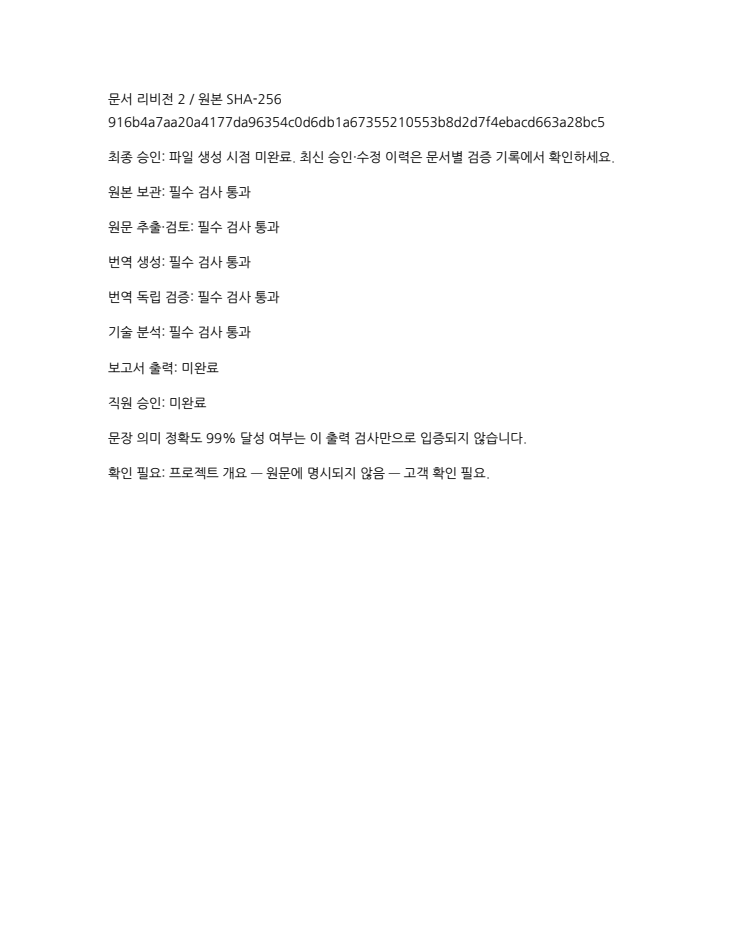 문서 리비전 2 / 원본 SHA-256
916b4a7aa20a4177da96354c0d6db1a67355210553b8d2d7f4ebacd663a28bc5
최종 승인: 파일 생성 시점 미완료. 최신 승인·수정 이력은 문서별 검증 기록에서 확인하세요.
원본 보관: 필수 검사 통과
원문 추출·검토: 필수 검사 통과
번역 생성: 필수 검사 통과
번역 독립 검증: 필수 검사 통과
기술 분석: 필수 검사 통과
보고서 출력: 미완료
직원 승인: 미완료
문장 의미 정확도 99% 달성 여부는 이 출력 검사만으로 입증되지 않습니다.
확인 필요: 프로젝트 개요 — 원문에 명시되지 않음 — 고객 확인 필요.